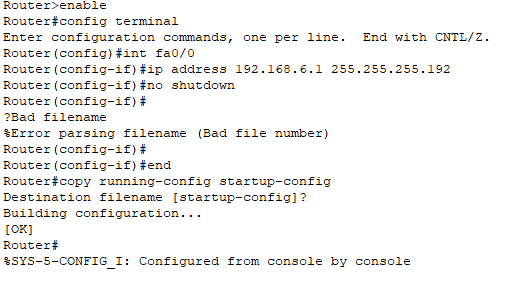 Router>enable
Router#config terminal
Enter configuration commands, one per line.  End with CNTL/Z.
Router(config)#int fa0/0
Router(config-if)#ip address 192.168.6.1 255.255.255.192
Router(config-if)#no shutdown
Router(config-if)#
?Bad filename
%Error parsing filename (Bad file number)
Router(config-if)#
Router(config-if)#end
Router#copy running-config startup-config
Destination filename [startup-config]?
Building configuration...
[OK]
Router#
%SYS-5-CONFIG_I: Configured from console by console